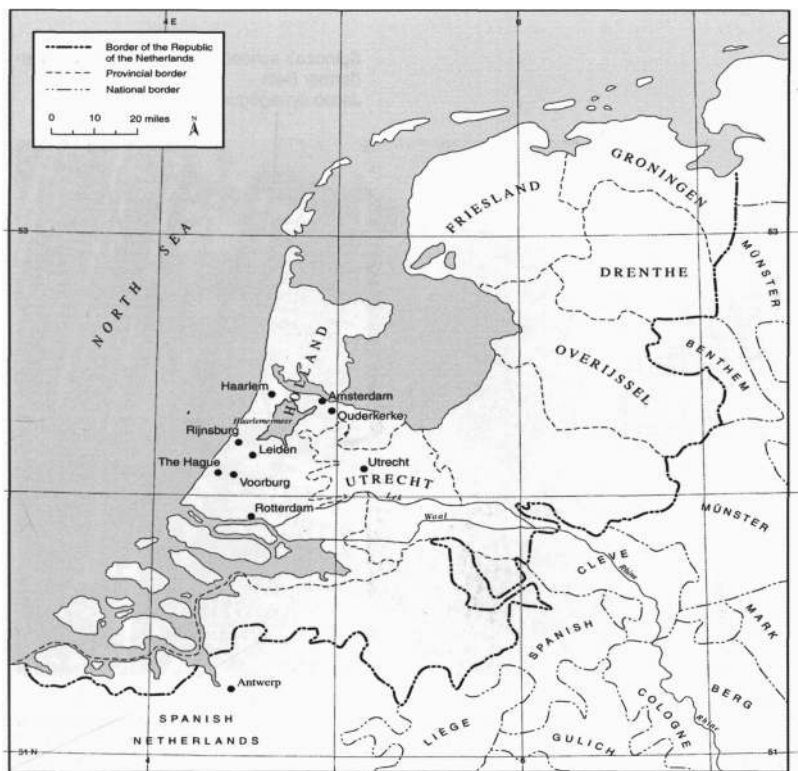 4 E
6
Border of the Republic
of the Netherlands
Provincial border
National border
0 10 20 miles
N
GRONINGEN
FRIESLAND
53
53
NORTH SEA
DRENTHE
MÜNSTER
HOLLAND
OVERIJSSEL
BENTHEM
Haarlem
Amsterdam
Ouderkerke
Haarlemermeer
Rijnsburg
Leiden
The Hague
Utrecht
Voorburg
UTRECHT
Lek
Rotterdam
Waal
MÜNSTER
CLEVE
Rhine
SPANISH
MARK
Antwerp
BERG
COLOGNE
SPANISH
NETHERLANDS
LIÈGE
GULICH
Rhine
51 N
4
6
51